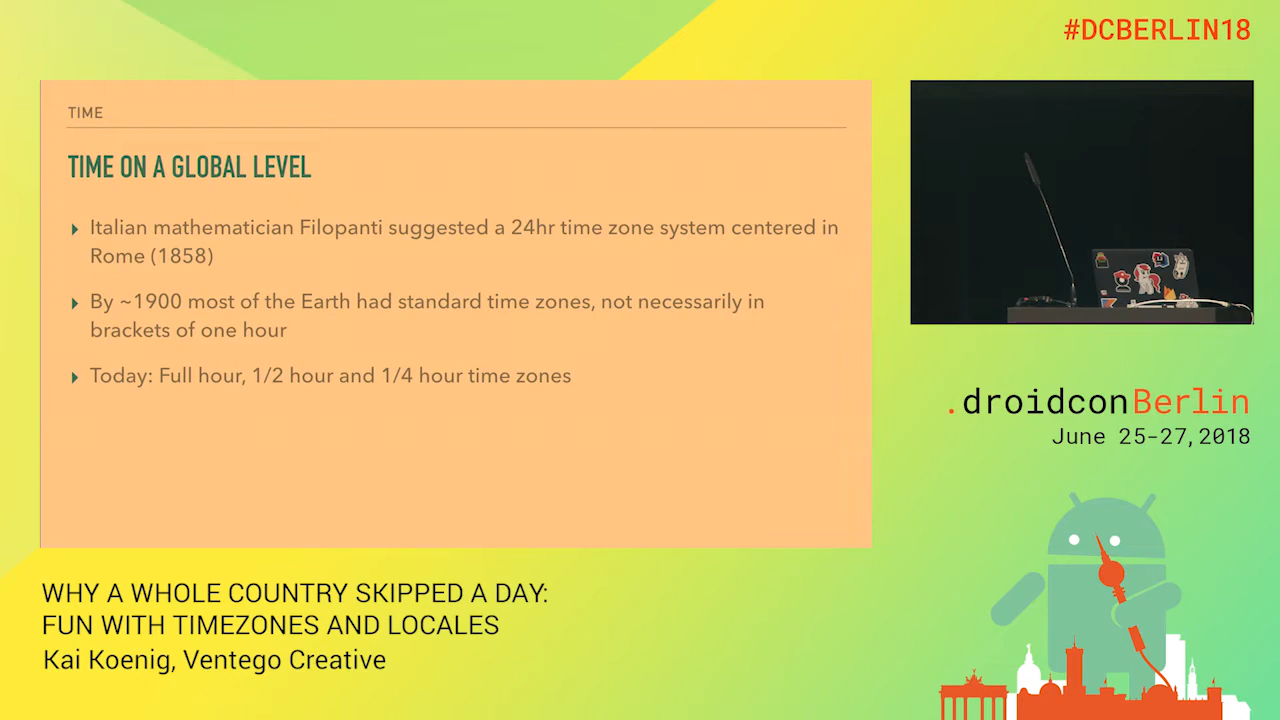 #DCBERLIN18
TIME
TIME ON A GLOBAL LEVEL
Italian mathematician Filopanti suggested a 24hr time zone system centered in
Rome (1858)
By ~1900 most of the Earth had standard time zones, not necessarily in
brackets of one hour
Today: Full hour, 1/2 hour and 1/4 hour time zones
.droidconBerlin
June 25-27,2018
WHY A WHOLE COUNTRY SKIPPED A DAY:
FUN WITH TIMEZONES AND LOCALES
Kai Koenig, Ventego Creative